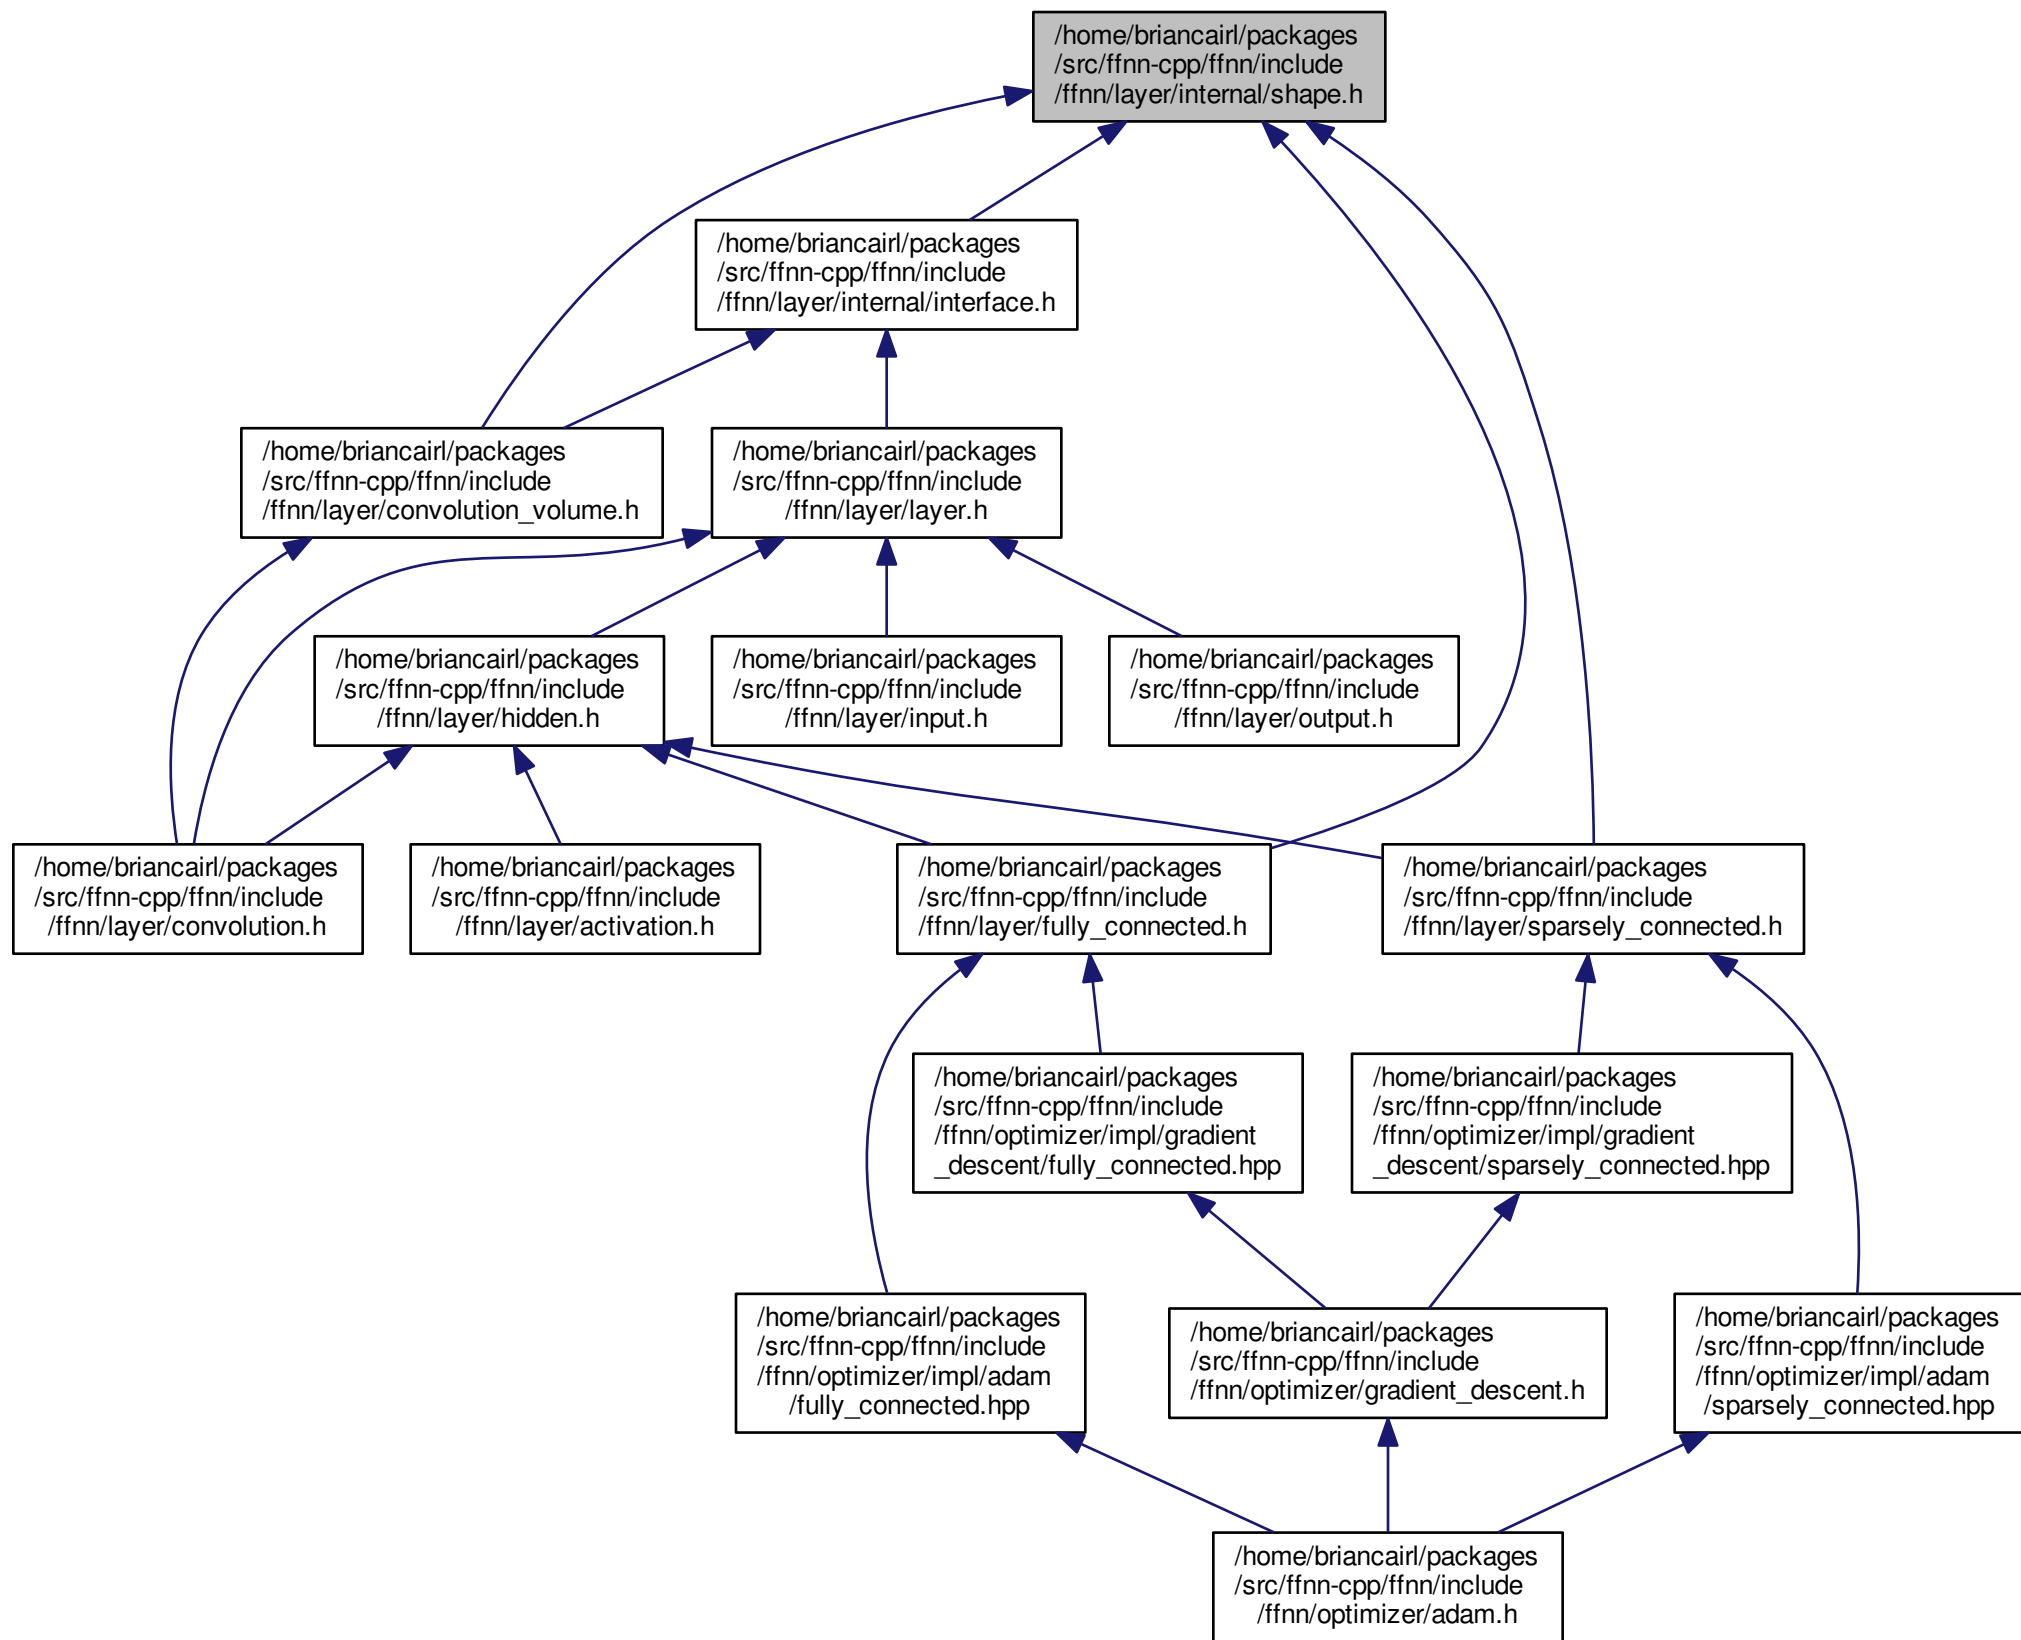 /home/briancairl/packages
/src/ffnn-cpp/ffnn/include
/ffnn/layer/internal/shape.h
/home/briancairl/packages
/src/ffnn-cpp/ffnn/include
/ffnn/layer/internal/interface.h
/home/briancairl/packages
/src/ffnn-cpp/ffnn/include
/ffnn/layer/convolution_volume.h
/home/briancairl/packages
/src/ffnn-cpp/ffnn/include
/ffnn/layer/layer.h
/home/briancairl/packages
/src/ffnn-cpp/ffnn/include
/ffnn/layer/hidden.h
/home/briancairl/packages
/src/ffnn-cpp/ffnn/include
/ffnn/layer/input.h
/home/briancairl/packages
/src/ffnn-cpp/ffnn/include
/ffnn/layer/output.h
/home/briancairl/packages
/src/ffnn-cpp/ffnn/include
/ffnn/layer/convolution.h
/home/briancairl/packages
/src/ffnn-cpp/ffnn/include
/ffnn/layer/activation.h
/home/briancairl/packages
/src/ffnn-cpp/ffnn/include
/ffnn/layer/fully_connected.h
/home/briancairl/packages
/src/ffnn-cpp/ffnn/include
/ffnn/layer/sparsely_connected.h
/home/briancairl/packages
/src/ffnn-cpp/ffnn/include
/ffnn/optimizer/impl/gradient
_descent/fully_connected.hpp
/home/briancairl/packages
/src/ffnn-cpp/ffnn/include
/ffnn/optimizer/impl/gradient
_descent/sparsely_connected.hpp
/home/briancairl/packages
/src/ffnn-cpp/ffnn/include
/ffnn/optimizer/impl/adam
/fully_connected.hpp
/home/briancairl/packages
/src/ffnn-cpp/ffnn/include
/ffnn/optimizer/gradient_descent.h
/home/briancairl/packages
/src/ffnn-cpp/ffnn/include
/ffnn/optimizer/impl/adam
/sparsely_connected.hpp
/home/briancairl/packages
/src/ffnn-cpp/ffnn/include
/ffnn/optimizer/adam.h